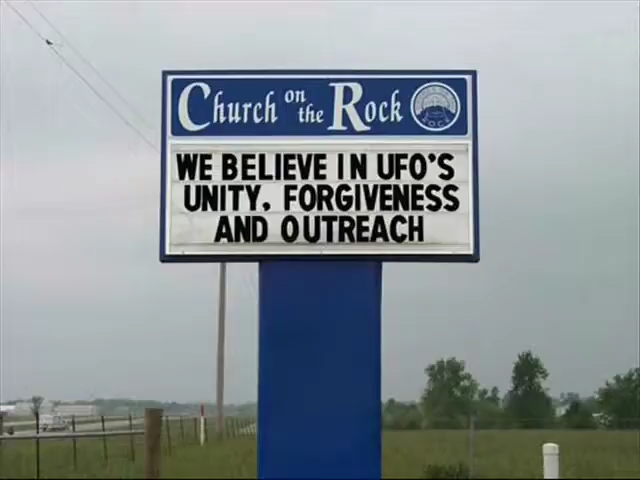 Church on the Rock
WE BELIEVE IN UFO'S
UNITY, FORGIVENESS
AND OUTREACH